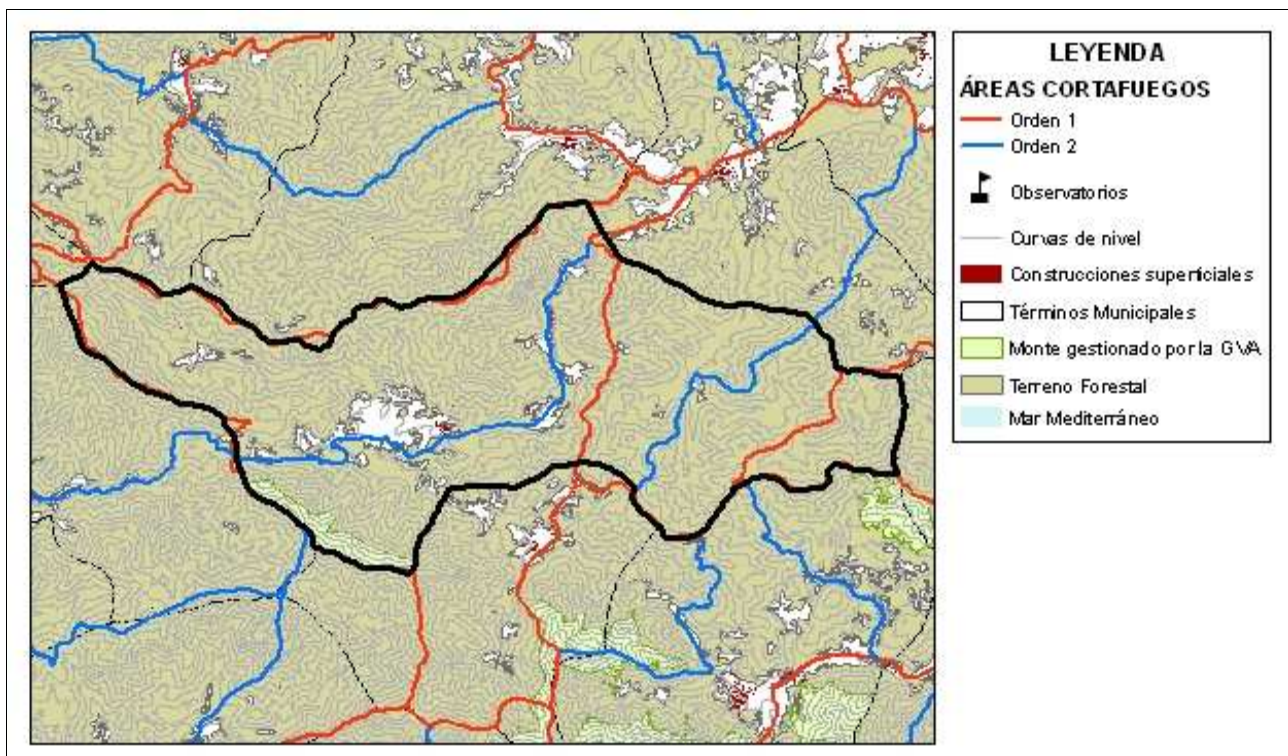 LEYENDA
ÁREAS CORTAFUEGOS
Orden 1
Orden 2
Observatorios
Curvas de nivel
Construcciones superficiales
Términos Municipales
Monte gestionado por la GVA
Terreno Forestal
Mar Mediterráneo